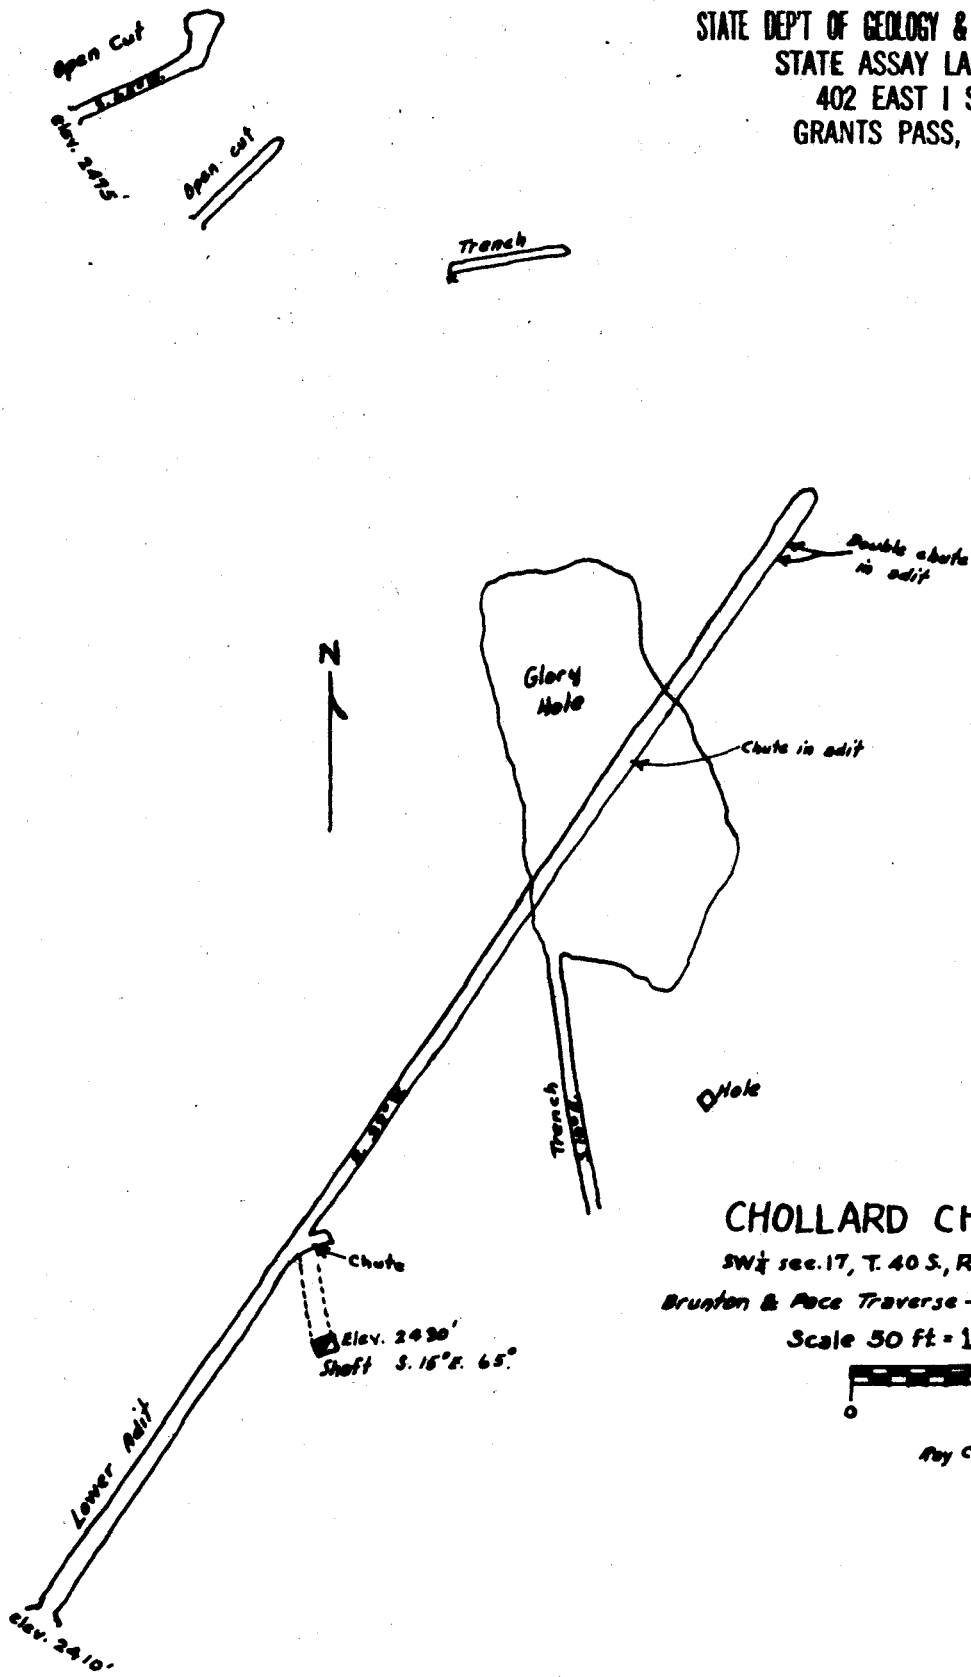 STATE DEP'T OF GEOLOGY &
STATE ASSAY LA
402 EAST I S
GRANTS PASS,
Open Cut
elev. 2475'
Open cut
Trench
Double chute
in adit
N
Glory
Hole
Chute in adit
Hole
Trench
CHOLLARD CH
SW¼ sec. 17, T. 40 S., R
Brunton & Pace Traverse -
Scale 50 ft = 1
0
Ray C
Chute
Elev. 2430'
Shaft S. 15° E. 65°
Lower Adit
elev. 2410'